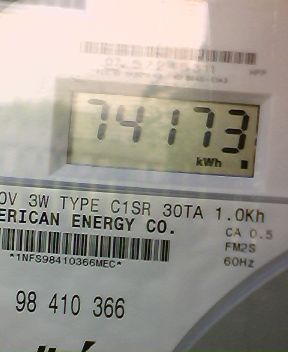 74173
kWh
0V 3W TYPE C1SR 30TA 1.0Kh
ERICAN ENERGY CO.
CA 0.5
FM2S
*1NFS98410366MEC*
60Hz
98 410 366